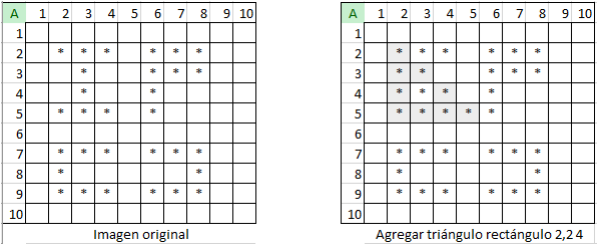 A 1 2 3 4 5 6 7 8 9 10
1
2 * * * * * *
3 * * * *
4 * *
5 * * * *
6
7 * * * * * *
8 * *
9 * * * * * *
10
Imagen original
A 1 2 3 4 5 6 7 8 9 10
1
2 * * * * * *
3 * * * * *
4 * * * *
5 * * * * *
6
7 * * * * * *
8 * *
9 * * * * * *
10
Agregar triángulo rectángulo 2,2 4